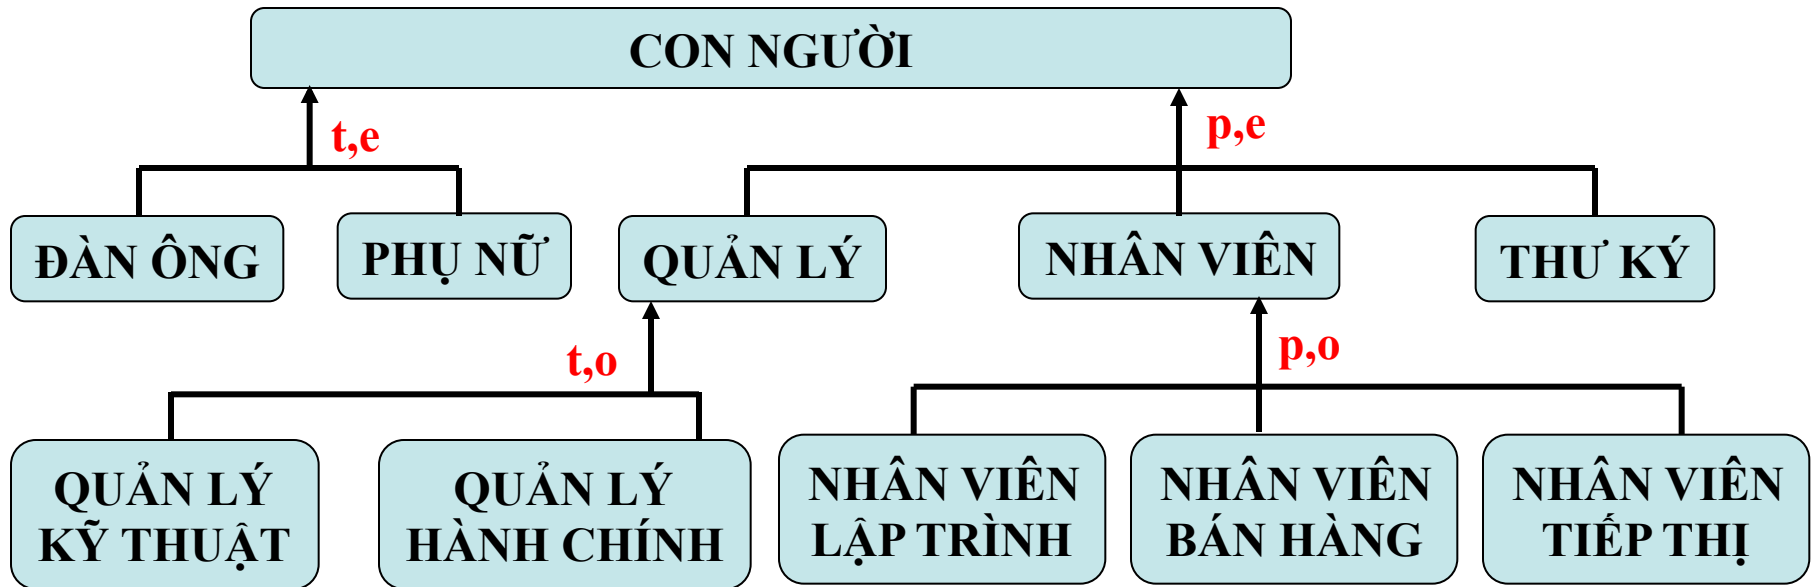 CON NGƯỜI
t,e
p,e
ĐÀN ÔNG
PHỤ NỮ
QUẢN LÝ
NHÂN VIÊN
THƯ KÝ
t,o
p,o
QUẢN LÝ
KỸ THUẬT
QUẢN LÝ
HÀNH CHÍNH
NHÂN VIÊN
LẬP TRÌNH
NHÂN VIÊN
BÁN HÀNG
NHÂN VIÊN
TIẾP THỊ